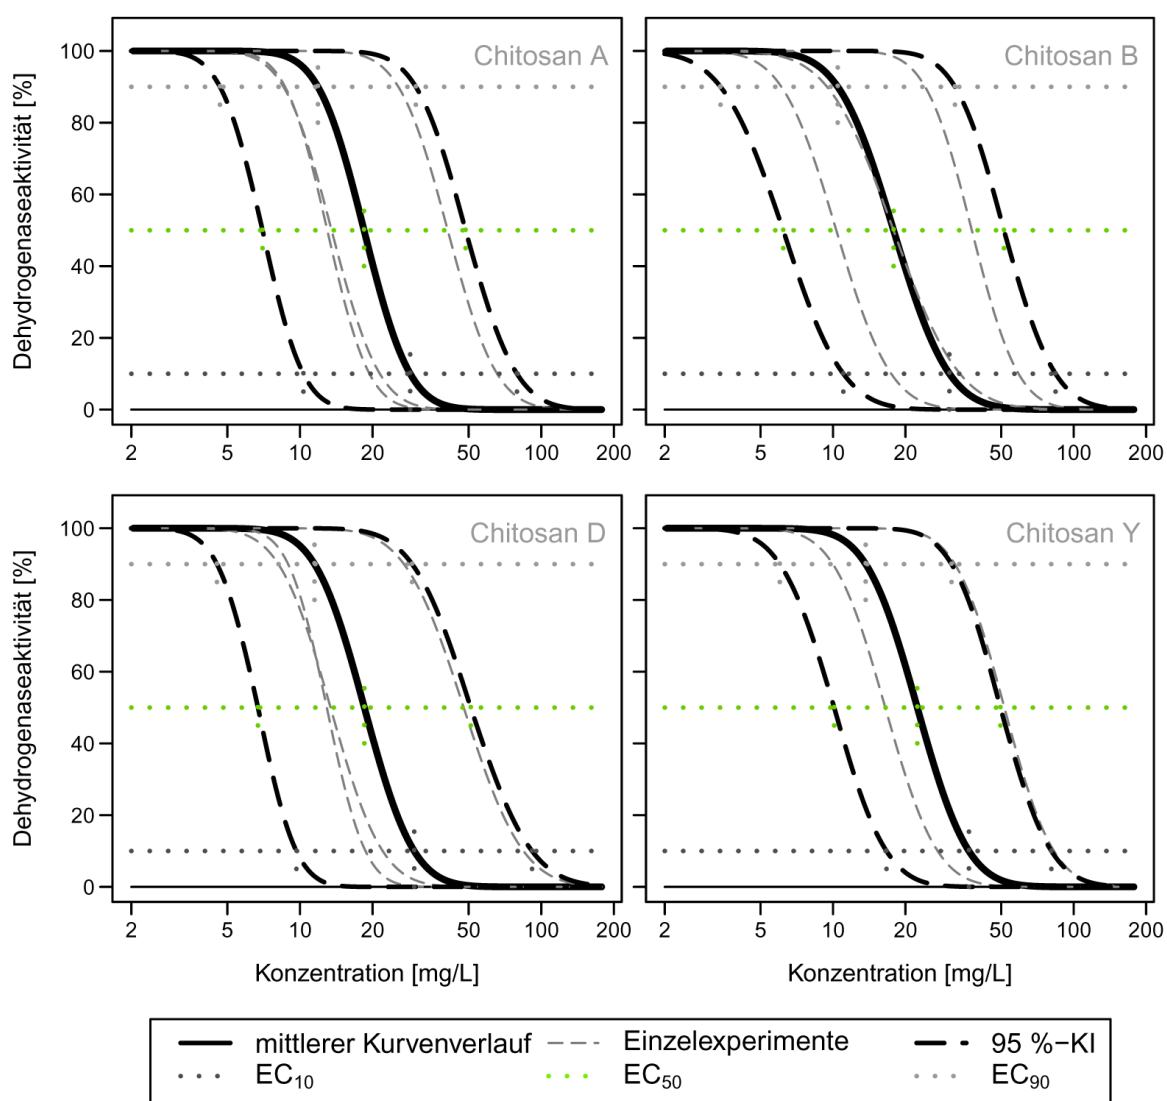 Chitosan A
Chitosan B
Dehydrogenaseaktivität [%]
100
80
60
40
20
0
2 5 10 20 50 100 200
2 5 10 20 50 100 200
Chitosan D
Chitosan Y
Dehydrogenaseaktivität [%]
100
80
60
40
20
0
2 5 10 20 50 100 200
2 5 10 20 50 100 200
Konzentration [mg/L]
Konzentration [mg/L]
mittlerer Kurvenverlauf Einzelexperimente 95 %−KI
EC₁₀ EC₅₀ EC₉₀